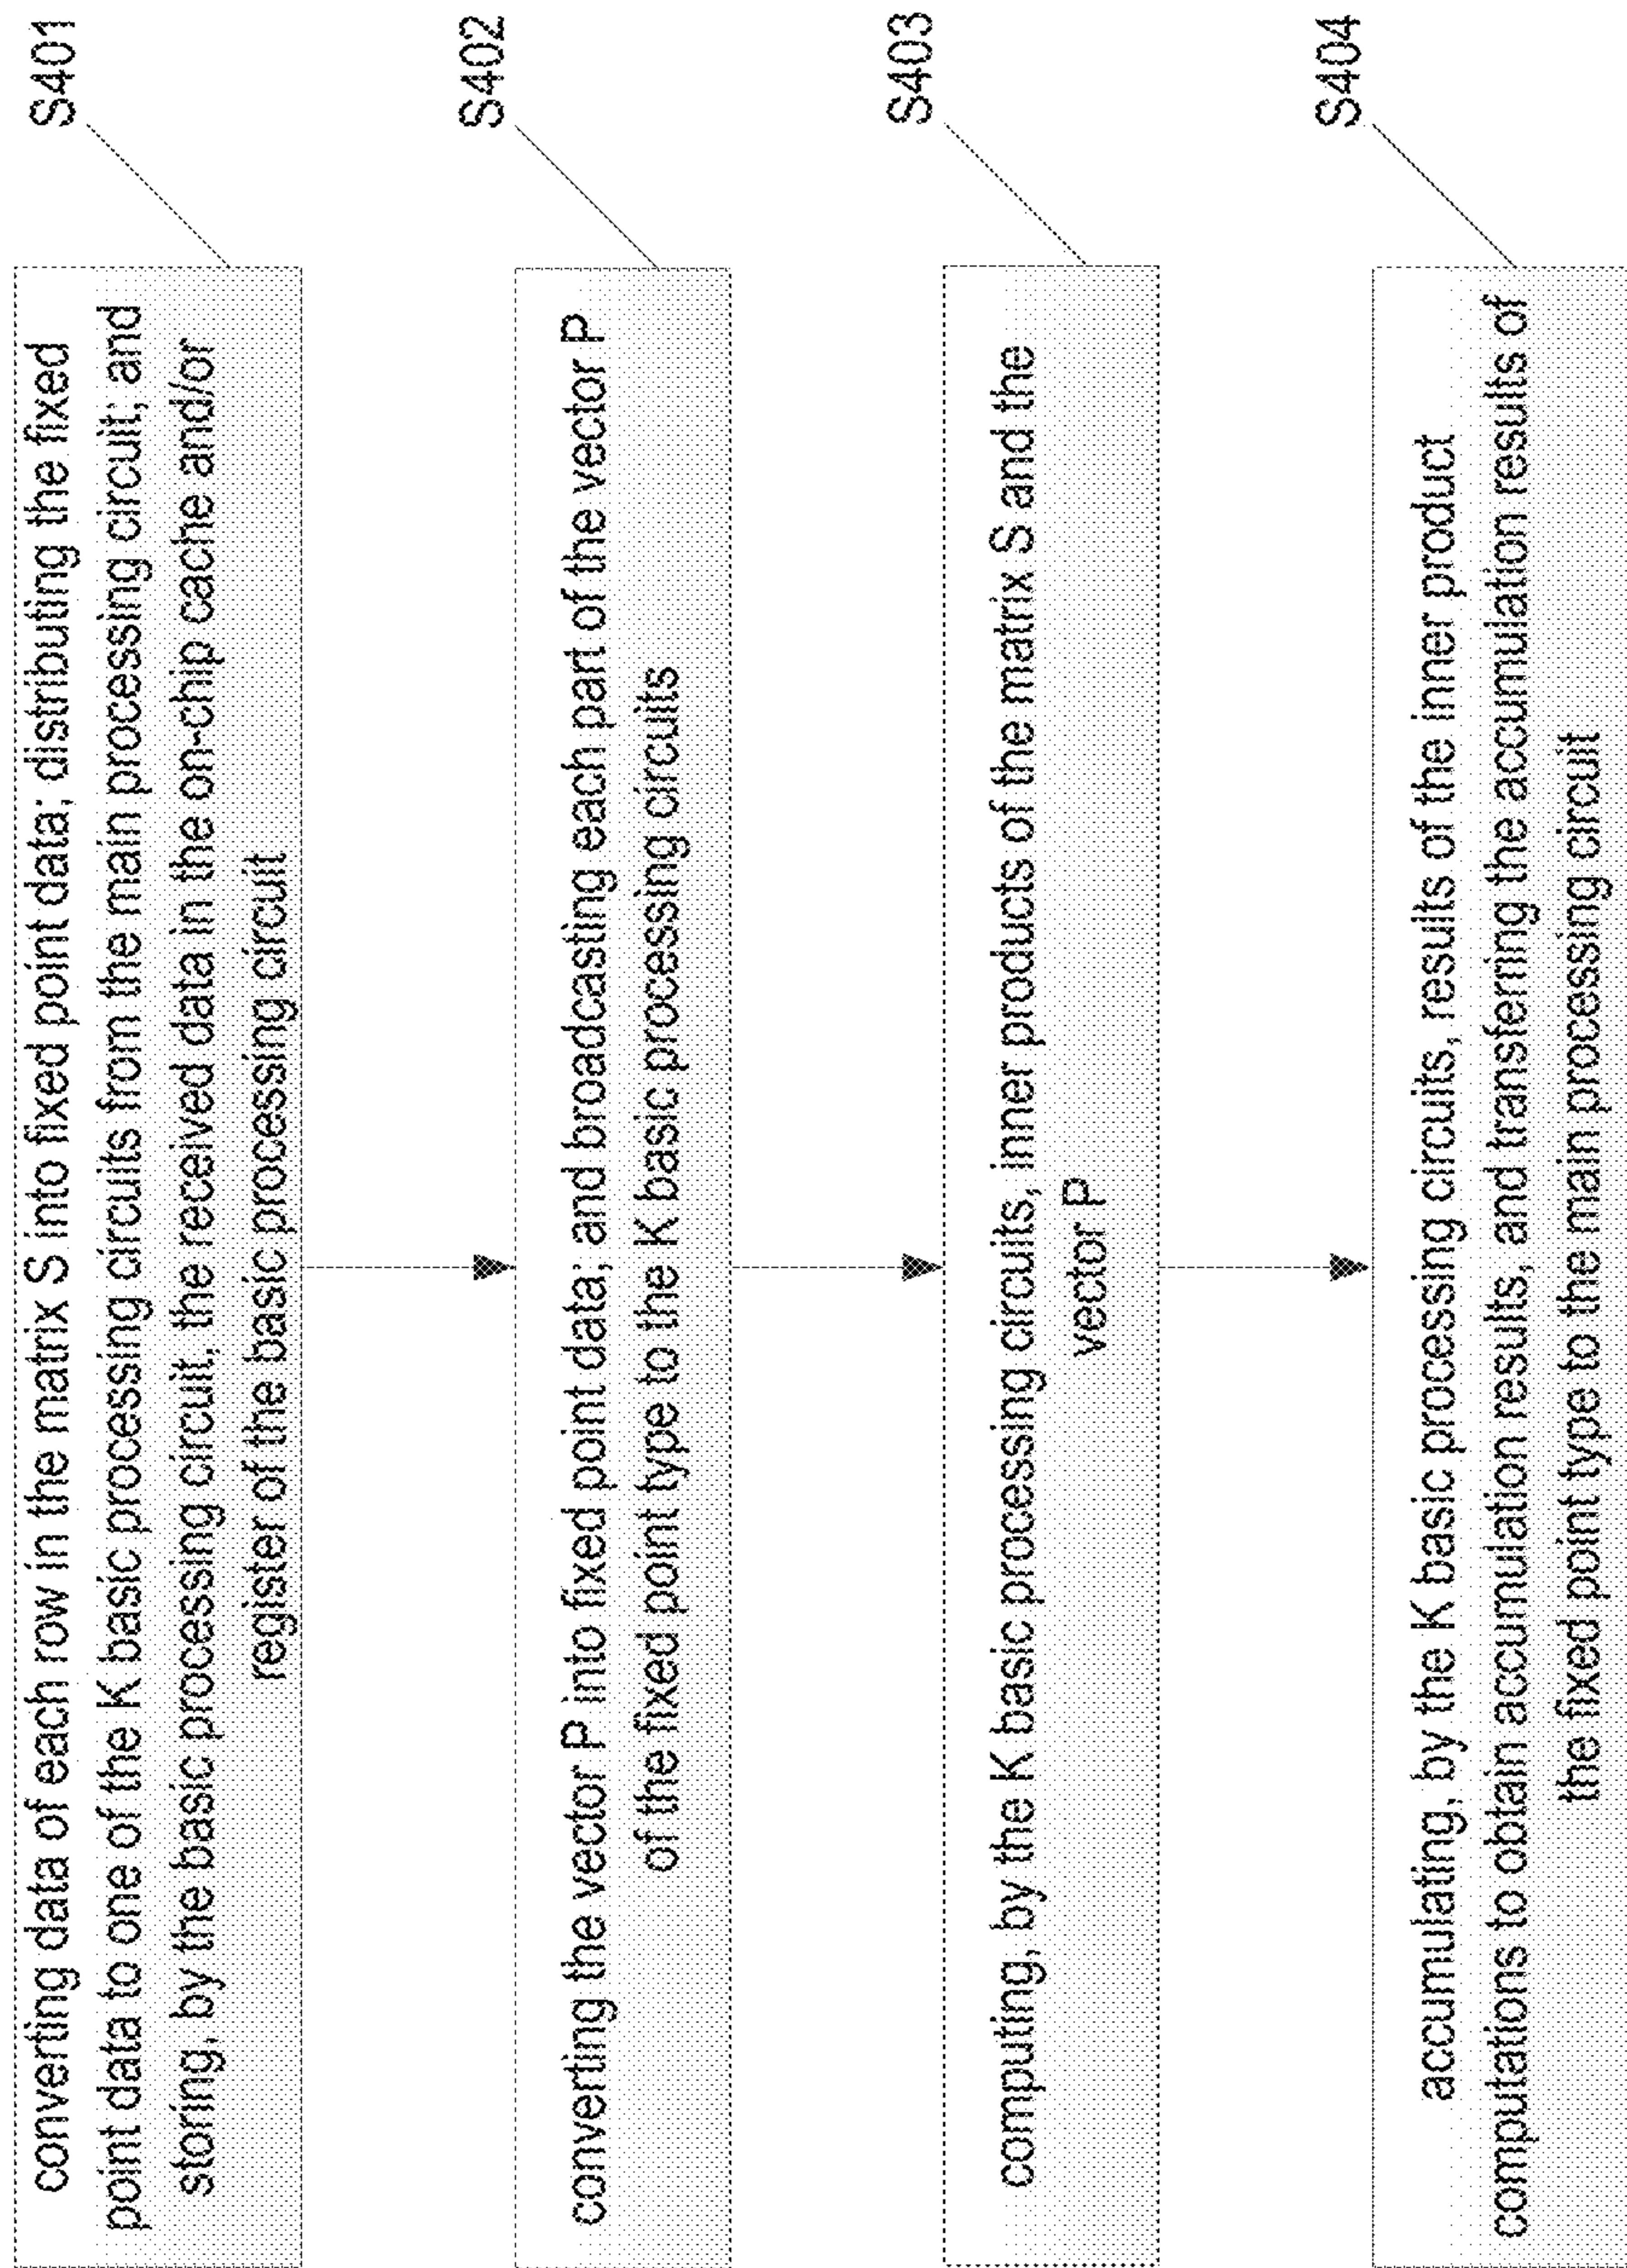 S401
converting data of each row in the matrix S into fixed point data; distributing the fixed
point data to one of the K basic processing circuits from the main processing circuit; and
storing, by the basic processing circuit, the received data in the on-chip cache and/or
register of the basic processing circuit
S402
converting the vector P into fixed point data; and broadcasting each part of the vector P
of the fixed point type to the K basic processing circuits
S403
computing, by the K basic processing circuits, inner products of the matrix S and the
vector P
S404
accumulating, by the K basic processing circuits, results of the inner product
computations to obtain accumulation results, and transferring the accumulation results of
the fixed point type to the main processing circuit